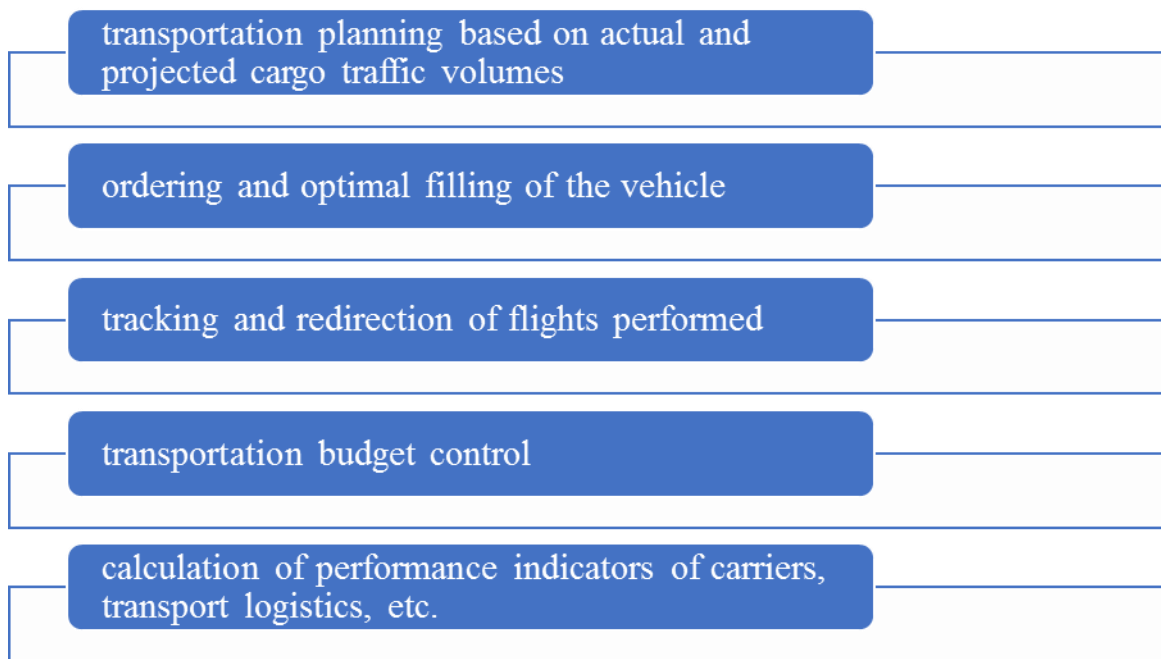 transportation planning based on actual and
projected cargo traffic volumes
ordering and optimal filling of the vehicle
tracking and redirection of flights performed
transportation budget control
calculation of performance indicators of carriers,
transport logistics, etc.